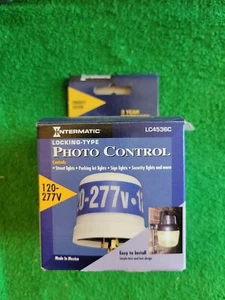 INTERMATIC
LC4536C
LOCKING-TYPE
PHOTO CONTROL
Controls
• Street lights • Parking lot lights • Sign lights • Security lights and more
120-
277V
0-277v•1
Made in Mexico
Easy to Install